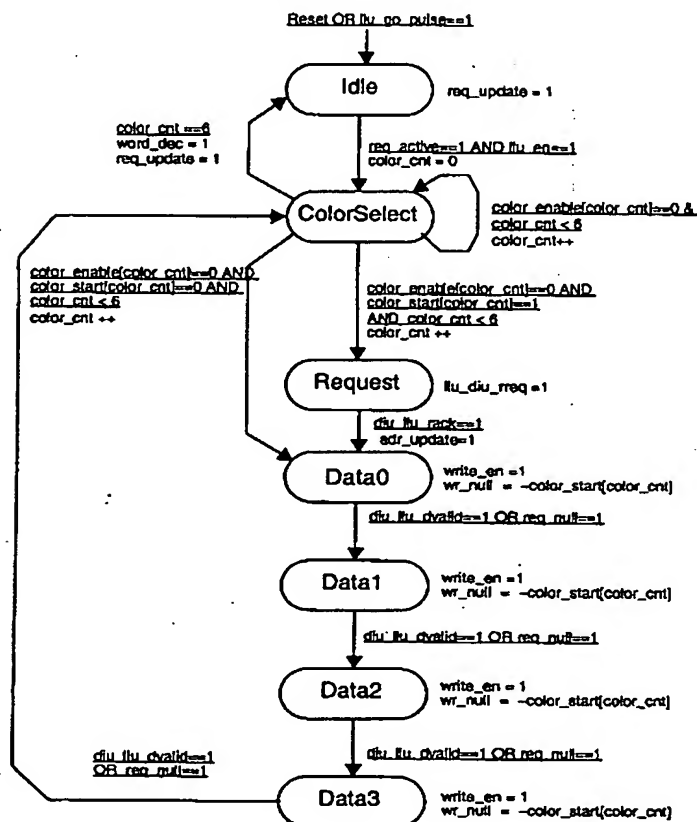 Reset OR llu_go_pulse==1
Idle
req_update = 1
color_cnt ==6
word_dec = 1
req_update = 1
req_active==1 AND llu_en==1
color_cnt = 0
ColorSelect
color_enable[color_cnt]==0 &
color_cnt < 6
color_cnt++
color_enable[color_cnt]==0 AND
color_start[color_cnt]==0 AND
color_cnt < 6
color_cnt ++
color_enable[color_cnt]==0 AND
color_start[color_cnt]==1
AND color_cnt < 6
color_cnt ++
Request
llu_diu_rreq =1
diu_llu_rack==1
adr_update=1
Data0
write_en =1
wr_null = ~color_start[color_cnt]
diu_llu_dvalid==1 OR req_null==1
Data1
write_en =1
wr_null = ~color_start[color_cnt]
diu_llu_dvalid==1 OR req_null==1
Data2
write_en = 1
wr_null = ~color_start[color_cnt]
diu_llu_dvalid==1
OR req_null==1
diu_llu_dvalid==1 OR req_null==1
Data3
write_en = 1
wr_null = ~color_start[color_cnt]